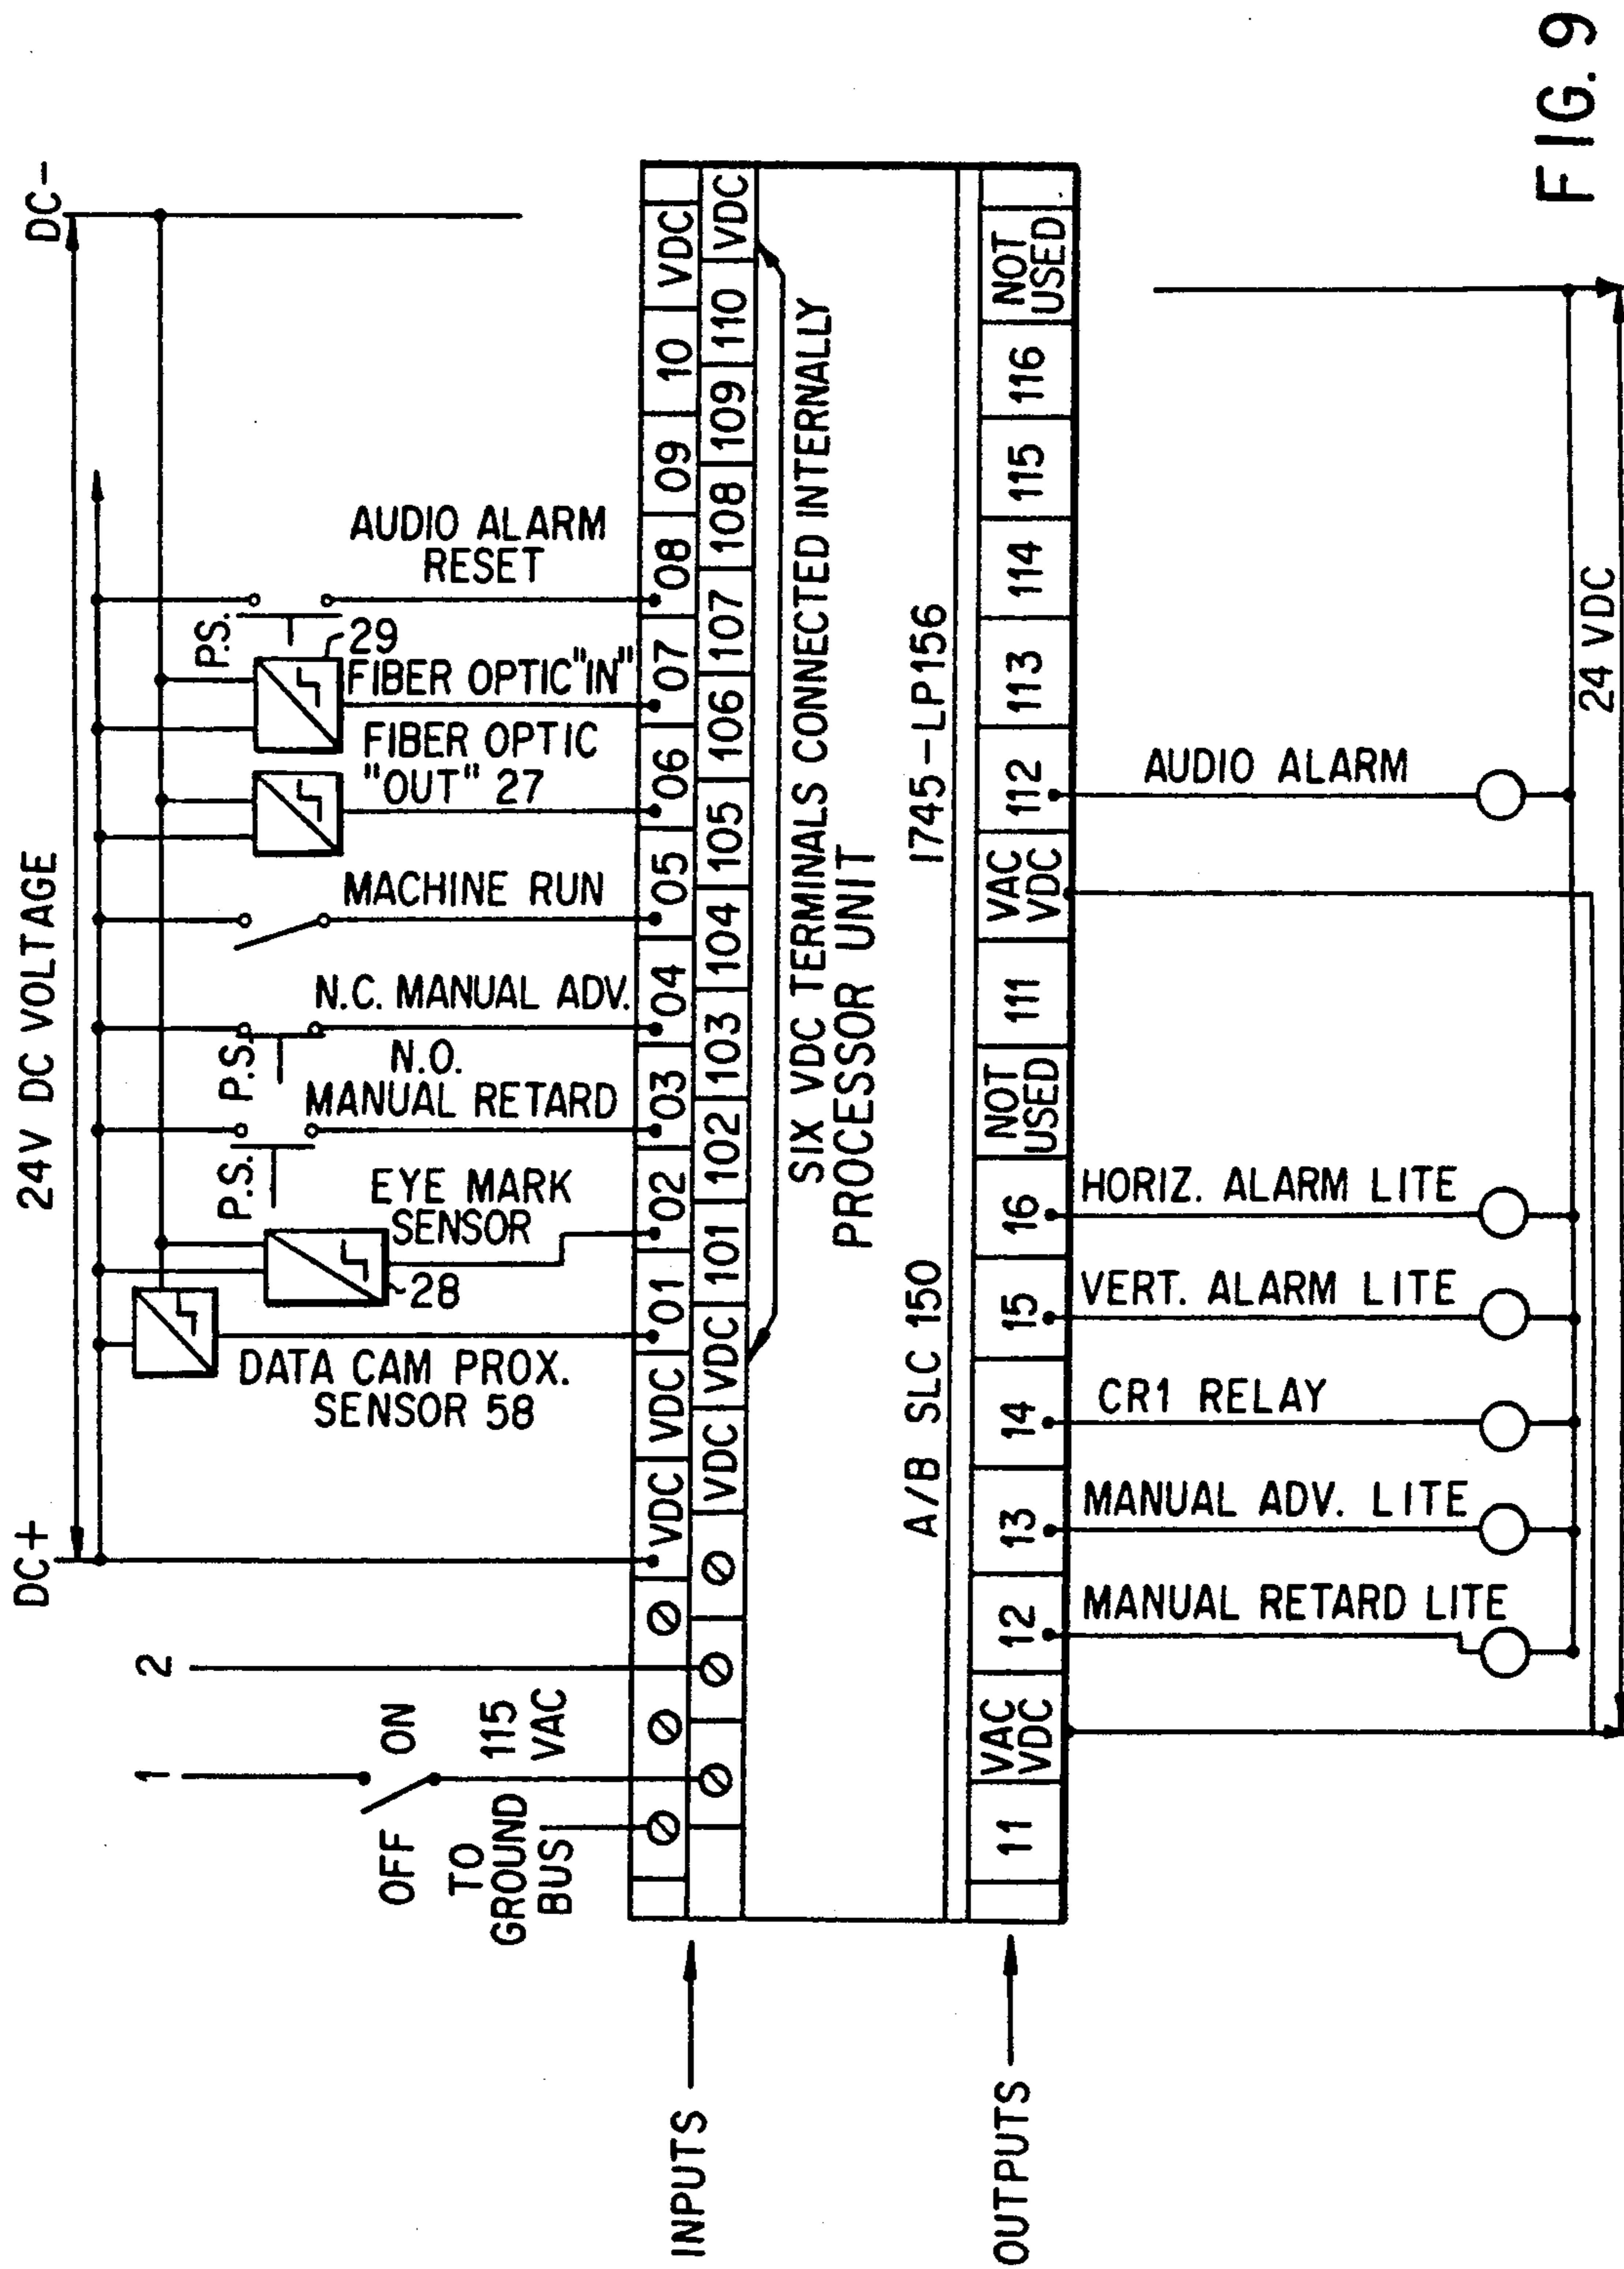 24V DC VOLTAGE
DC+
DC-
1
2
OFF
ON
115
VAC
TO
GROUND
BUS
DATA CAM PROX.
SENSOR 58
EYE MARK
SENSOR
28
P.S.
N.O.
MANUAL RETARD
P.S.
N.C. MANUAL ADV.
MACHINE RUN
FIBER OPTIC
"OUT" 27
FIBER OPTIC "IN"
29
P.S.
AUDIO ALARM
RESET
INPUTS
VDC VDC 01 02 03 04 05 06 07 08 09 10 VDC
VDC VDC 101 102 103 104 105 106 107 108 109 110 VDC
SIX VDC TERMINALS CONNECTED INTERNALLY
PROCESSOR UNIT
A/B SLC 150
1745-LP156
OUTPUTS
11
VAC
VDC
12
13
14
15
16
NOT
USED
111
VAC
VDC
112
113
114
115
116
NOT
USED
MANUAL RETARD LITE
MANUAL ADV. LITE
CR1 RELAY
VERT. ALARM LITE
HORIZ. ALARM LITE
AUDIO ALARM
24 VDC
FIG. 9